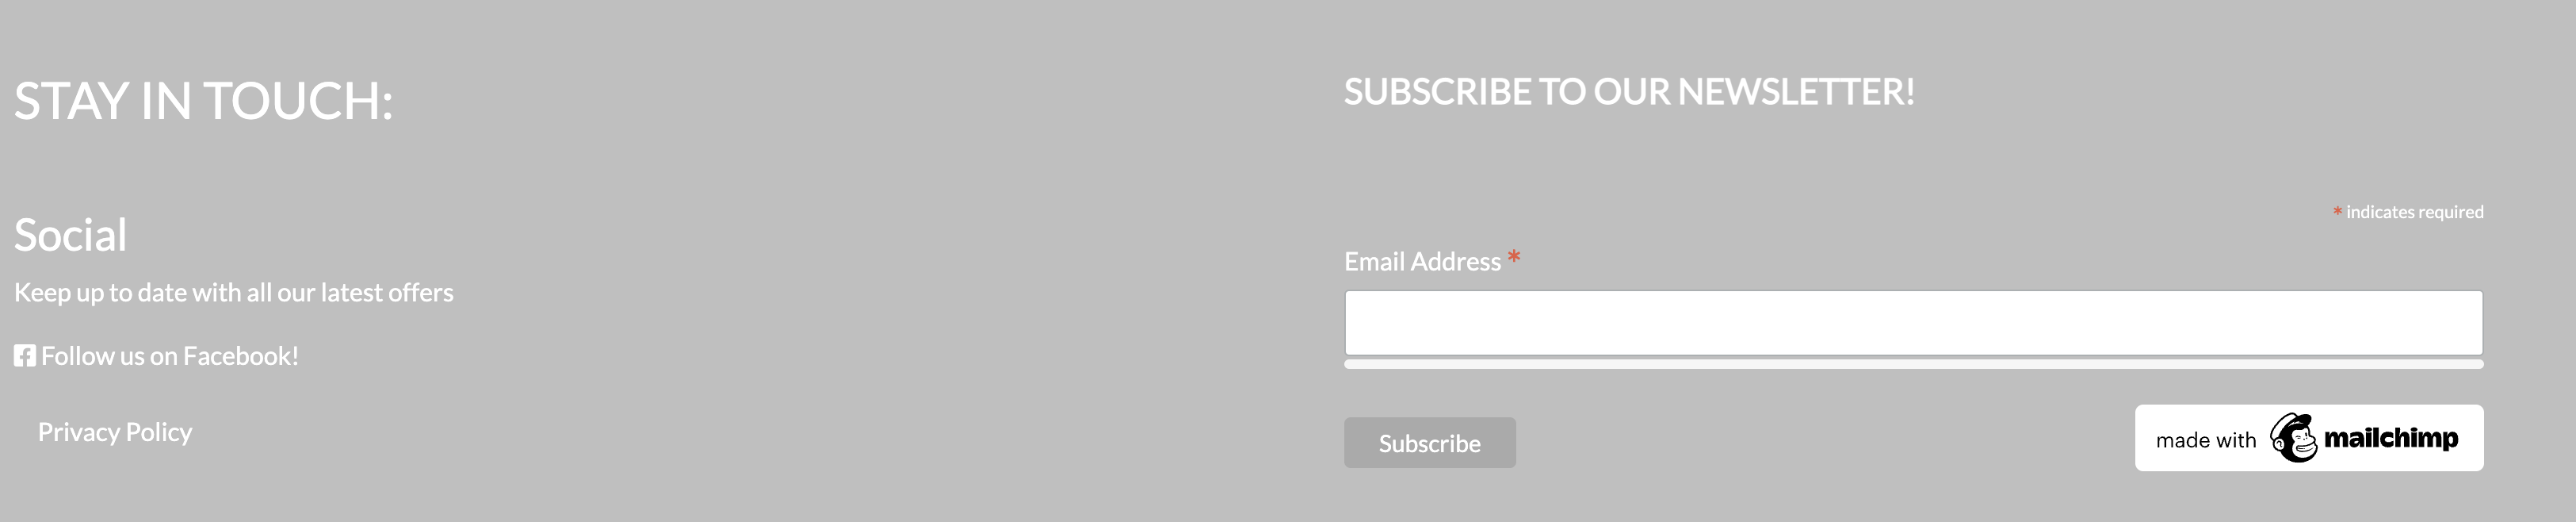 STAY IN TOUCH:
Social
Keep up to date with all our latest offers
Follow us on Facebook!
Privacy Policy
SUBSCRIBE TO OUR NEWSLETTER!
* indicates required
Email Address *
Subscribe
made with mailchimp